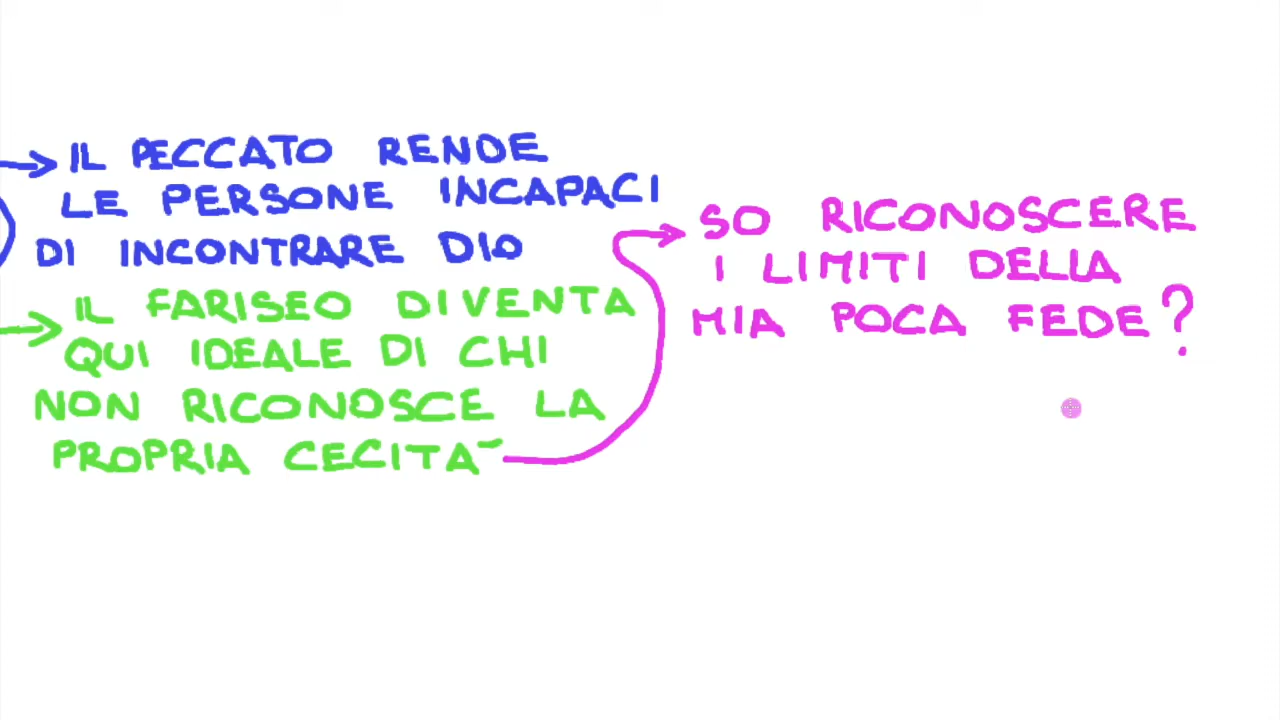 IL PECCATO RENDE
LE PERSONE INCAPACI
DI INCONTRARE DIO
IL FARISEO DIVENTA
QUI IDEALE DI CHI
NON RICONOSCE LA
PROPRIA CECITA-
SO RICONOSCERE
I LIMITI DELLA
MIA POCA FEDE?